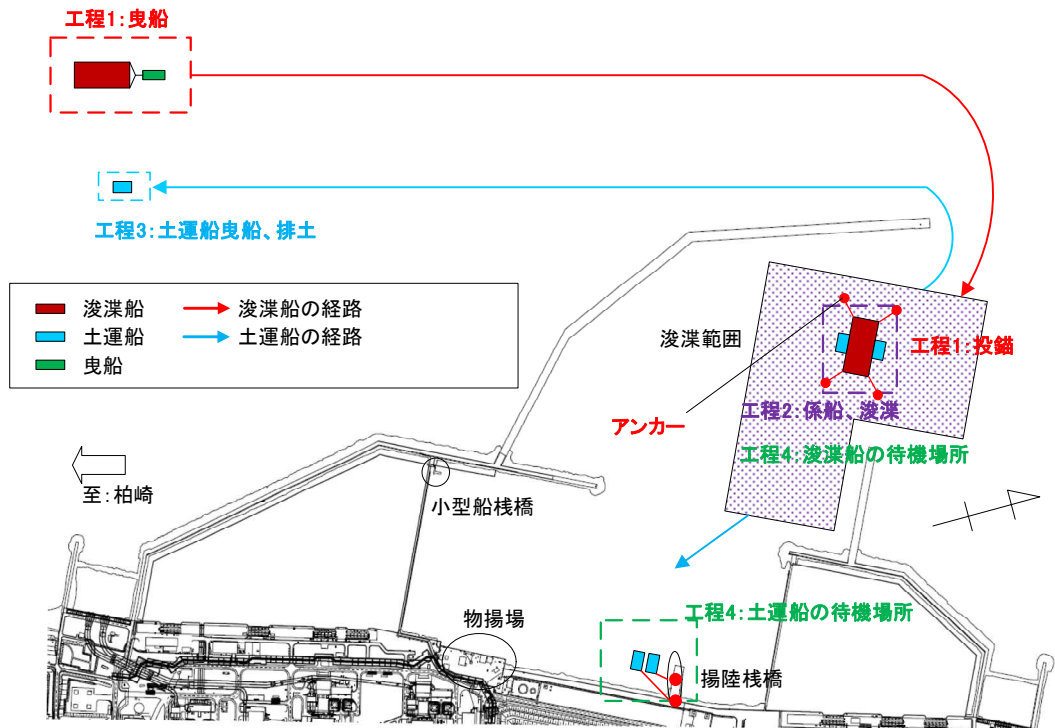 工程1:曳船
工程3:土運船曳船、排土
浚渫船
浚渫船の経路
土運船
土運船の経路
曳船
浚渫範囲
工程1:投錨
工程2:係船、浚渫
アンカー
工程4:浚渫船の待機場所
至:柏崎
小型船桟橋
工程4:土運船の待機場所
物揚場
揚陸桟橋